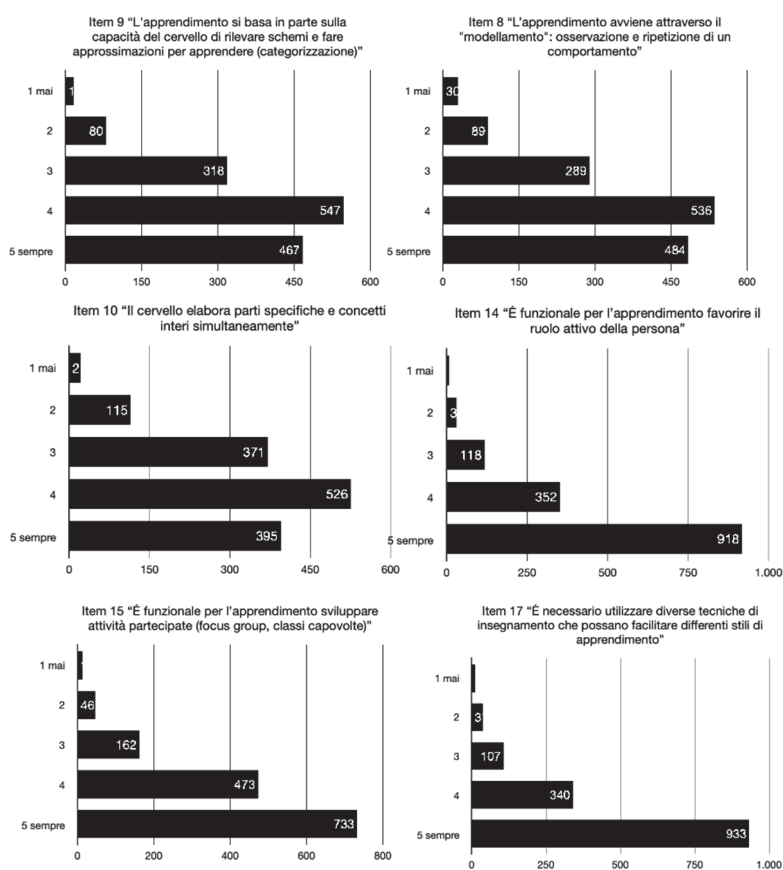 Item 9 “L'apprendimento si basa in parte sulla
capacità del cervello di rilevare schemi e fare
approssimazioni per apprendere (categorizzazione)”
1 mai
1
2
80
3
318
4
547
5 sempre
467
0 150 300 450 600
Item 8 “L’apprendimento avviene attraverso il
"modellamento": osservazione e ripetizione di un
comportamento”
1 mai
30
2
89
3
289
4
536
5 sempre
484
0 150 300 450 600
Item 10 “Il cervello elabora parti specifiche e concetti
interi simultaneamente”
1 mai
2
2
115
3
371
4
526
5 sempre
395
0 150 300 450 600
Item 14 “É funzionale per l’apprendimento favorire il
ruolo attivo della persona”
1 mai
2
3
3
118
4
352
5 sempre
918
0 250 500 750 1.000
Item 15 “É funzionale per l’apprendimento sviluppare
attività partecipate (focus group, classi capovolte)”
1 mai
2
46
3
162
4
473
5 sempre
733
0 200 400 600 800
Item 17 “É necessario utilizzare diverse tecniche di
insegnamento che possano facilitare differenti stili di
apprendimento”
1 mai
2
3
3
107
4
340
5 sempre
933
0 250 500 750 1.000